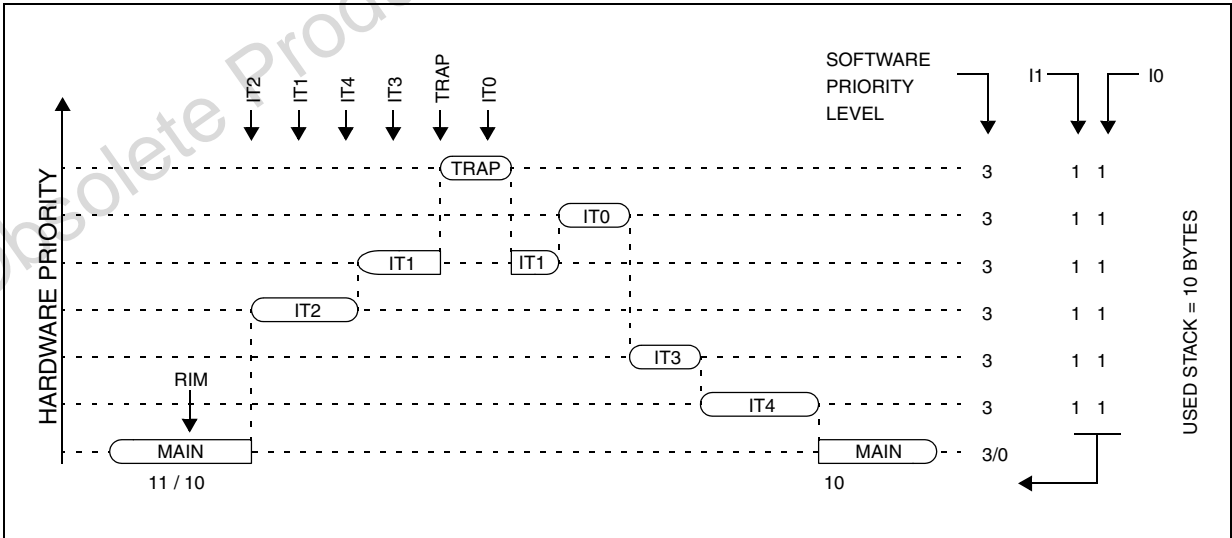 Obsolete Produ
IT2
IT1
IT4
IT3
TRAP
IT0
SOFTWARE
PRIORITY
LEVEL
I1
I0
HARDWARE PRIORITY
TRAP
3
1 1
IT0
3
1 1
IT1
IT1
3
1 1
IT2
3
1 1
IT3
3
1 1
RIM
IT4
3
1 1
MAIN
MAIN
3/0
11 / 10
10
USED STACK = 10 BYTES